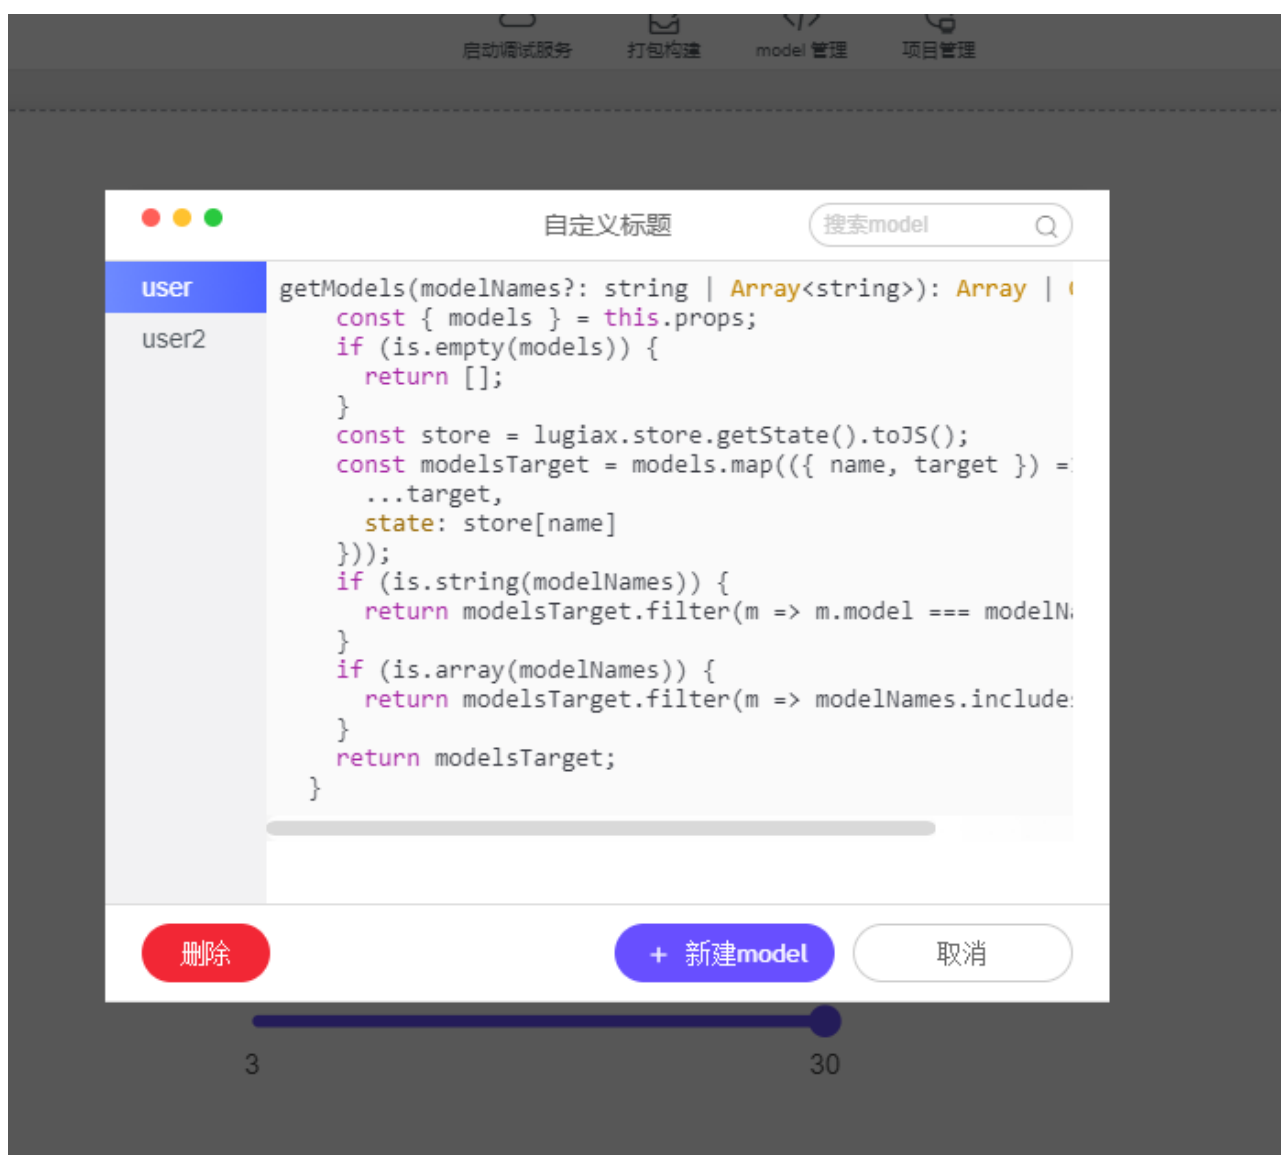 启动调试服务 打包构建 model 管理 项目管理
自定义标题 搜索model
user
user2
getModels(modelNames?: string | Array<string>): Array |
const { models } = this.props;
if (is.empty(models)) {
return [];
}
const store = lugiax.store.getState().toJS();
const modelsTarget = models.map(({ name, target }) =
...target,
state: store[name]
}));
if (is.string(modelNames)) {
return modelsTarget.filter(m => m.model === modelN
}
if (is.array(modelNames)) {
return modelsTarget.filter(m => modelNames.include
}
return modelsTarget;
}
删除 + 新建model 取消
3 30